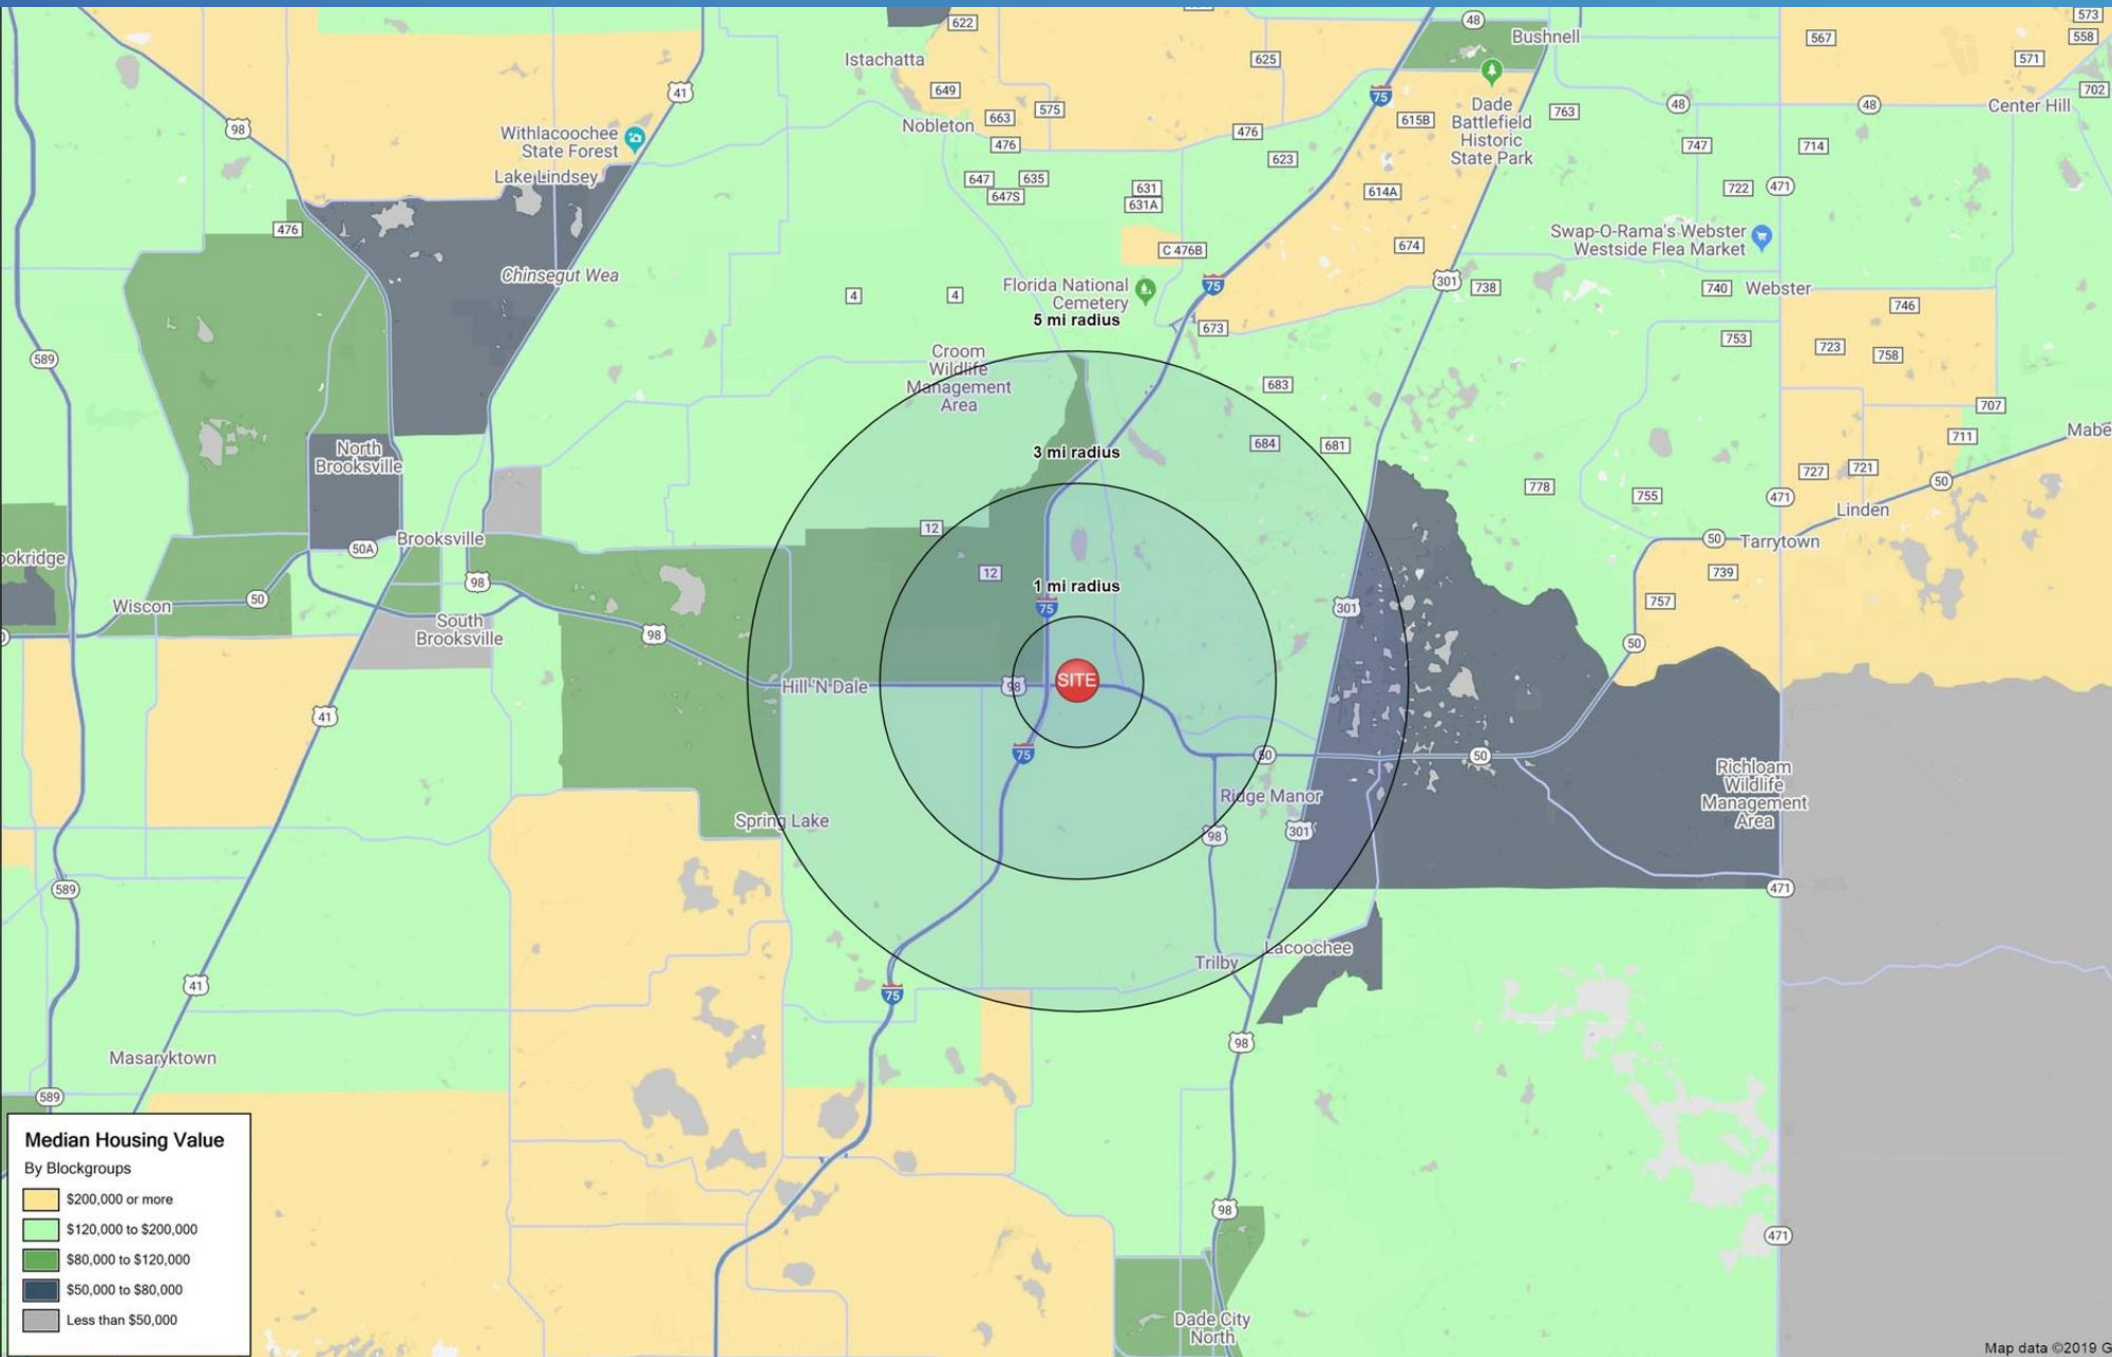 622
48
Bushnell
573
567
558
Istachatta
625
571
41
649
75
702
98
575
Dade
Battlefield
Historic
State Park
48
48
Center Hill
663
615B
763
Nobleton
Withlacoochee
State Forest
476
476
747
714
623
Lake Lindsey
647
635
631
614A
722
471
647S
631A
476
Swap-O-Rama's Webster
Westside Flea Market
C 476B
674
Chinsegut Wea
Florida National
Cemetery
75
301
738
740
Webster
4
4
746
5 mi radius
673
753
723
758
589
Croom
Wildlife
Management
Area
683
707
Mabe
684
681
711
North
Brooksville
3 mi radius
727
721
50
778
755
471
Linden
12
Brooksville
50A
50
Tarrytown
ookridge
12
739
98
1 mi radius
Wiscon
50
75
301
757
South
Brooksville
98
50
0
Hill 'N Dale
98
SITE
41
75
50
50
Richloam
Wildlife
Management
Area
Ridge Manor
Spring Lake
98
301
589
471
Lacoochee
Trilby
41
75
98
Masaryktown
589
Median Housing Value
By Blockgroups
$200,000 or more
$120,000 to $200,000
$80,000 to $120,000
$50,000 to $80,000
Less than $50,000
98
471
Dade City
North
Map data ©2019 G